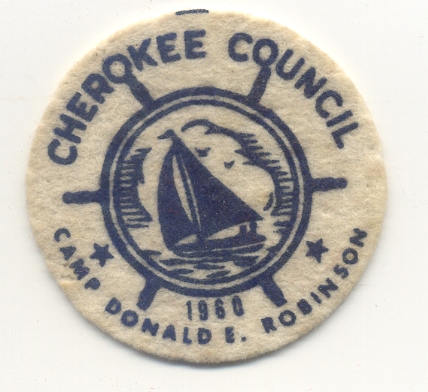 CHEROKEE COUNCIL
1960
CAMP DONALD E. ROBINSON